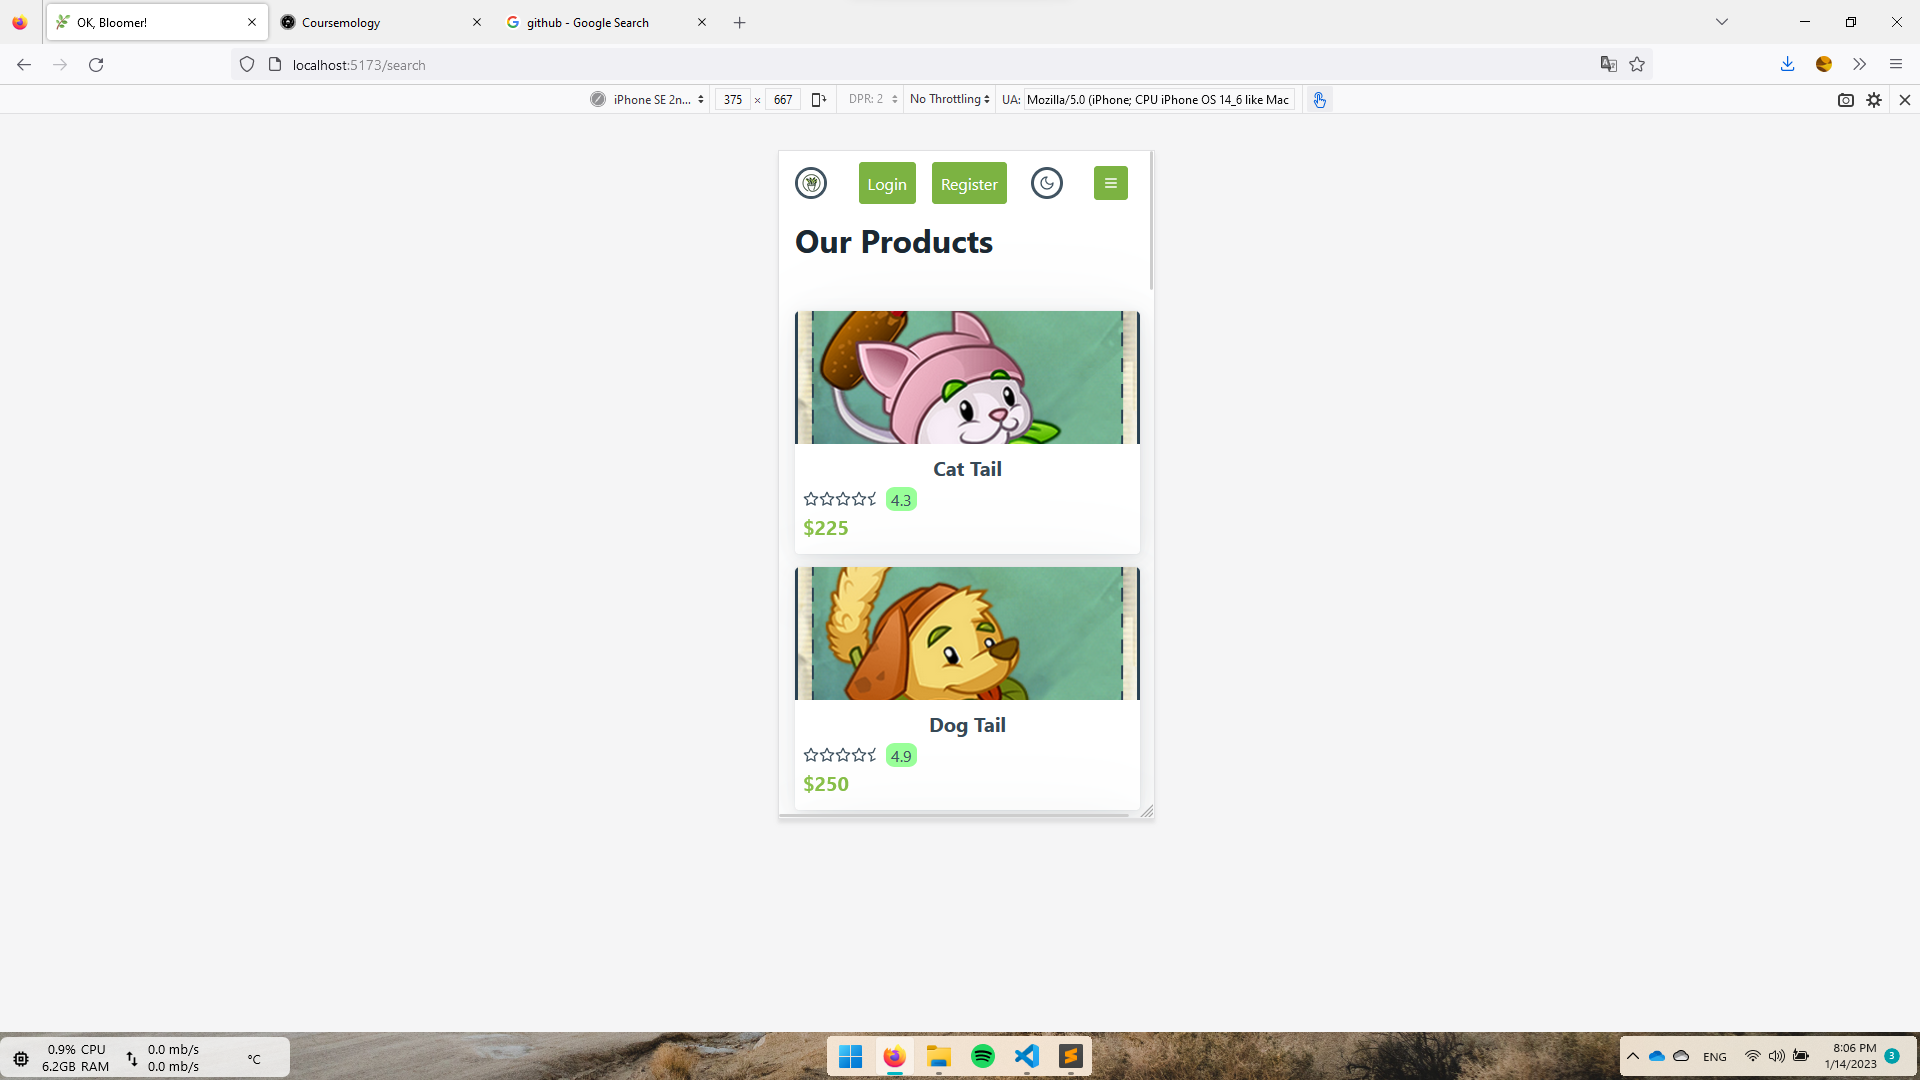 OK, Bloomer!
Coursemology
github - Google Search
localhost:5173/search
iPhone SE 2n...
375 × 667
DPR: 2
No Throttling
UA: Mozilla/5.0 (iPhone; CPU iPhone OS 14_6 like Mac
Login
Register
Our Products
Cat Tail
4.3
$225
Dog Tail
4.9
$250
0.9% CPU
6.2GB RAM
0.0 mb/s
0.0 mb/s
°C
ENG
8:06 PM
1/14/2023
3